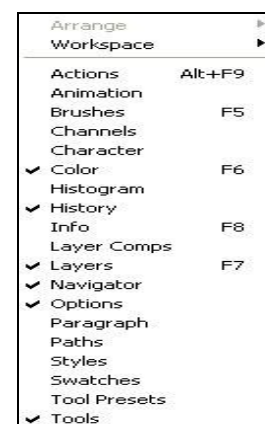 Arrange
Workspace
Actions Alt+F9
Animation
Brushes F5
Channels
Character
Color F6
Histogram
History
Info F8
Layer Comps
Layers F7
Navigator
Options
Paragraph
Paths
Styles
Swatches
Tool Presets
Tools